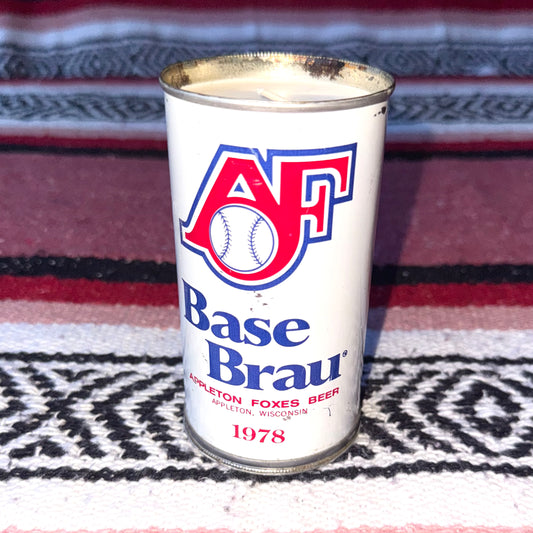 AF
Base
Brau®
APPLETON FOXES BEER
APPLETON, WISCONSIN
1978